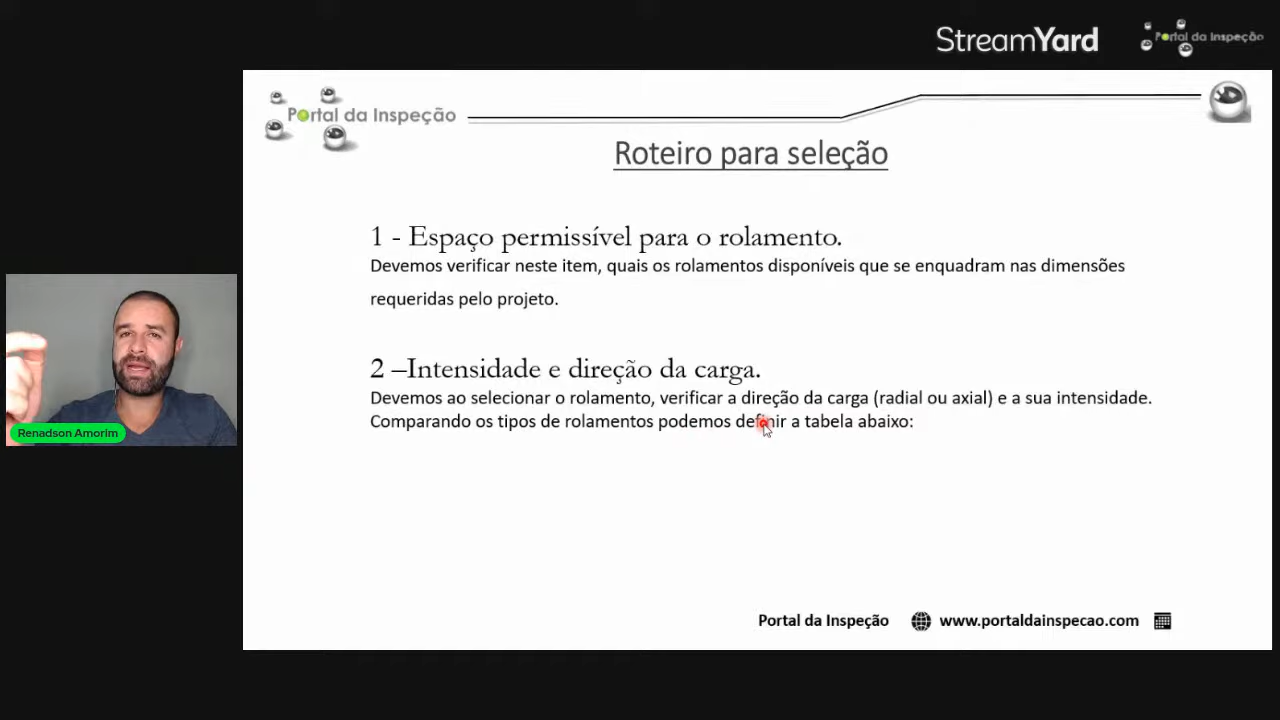 StreamYard
Portal da Inspeção
Portal da Inspeção
Roteiro para seleção
1 - Espaço permissível para o rolamento.
Devemos verificar neste item, quais os rolamentos disponíveis que se enquadram nas dimensões
requeridas pelo projeto.
2 –Intensidade e direção da carga.
Devemos ao selecionar o rolamento, verificar a direção da carga (radial ou axial) e a sua intensidade.
Comparando os tipos de rolamentos podemos definir a tabela abaixo:
Renadson Amorim
Portal da Inspeção www.portaldainspecao.com